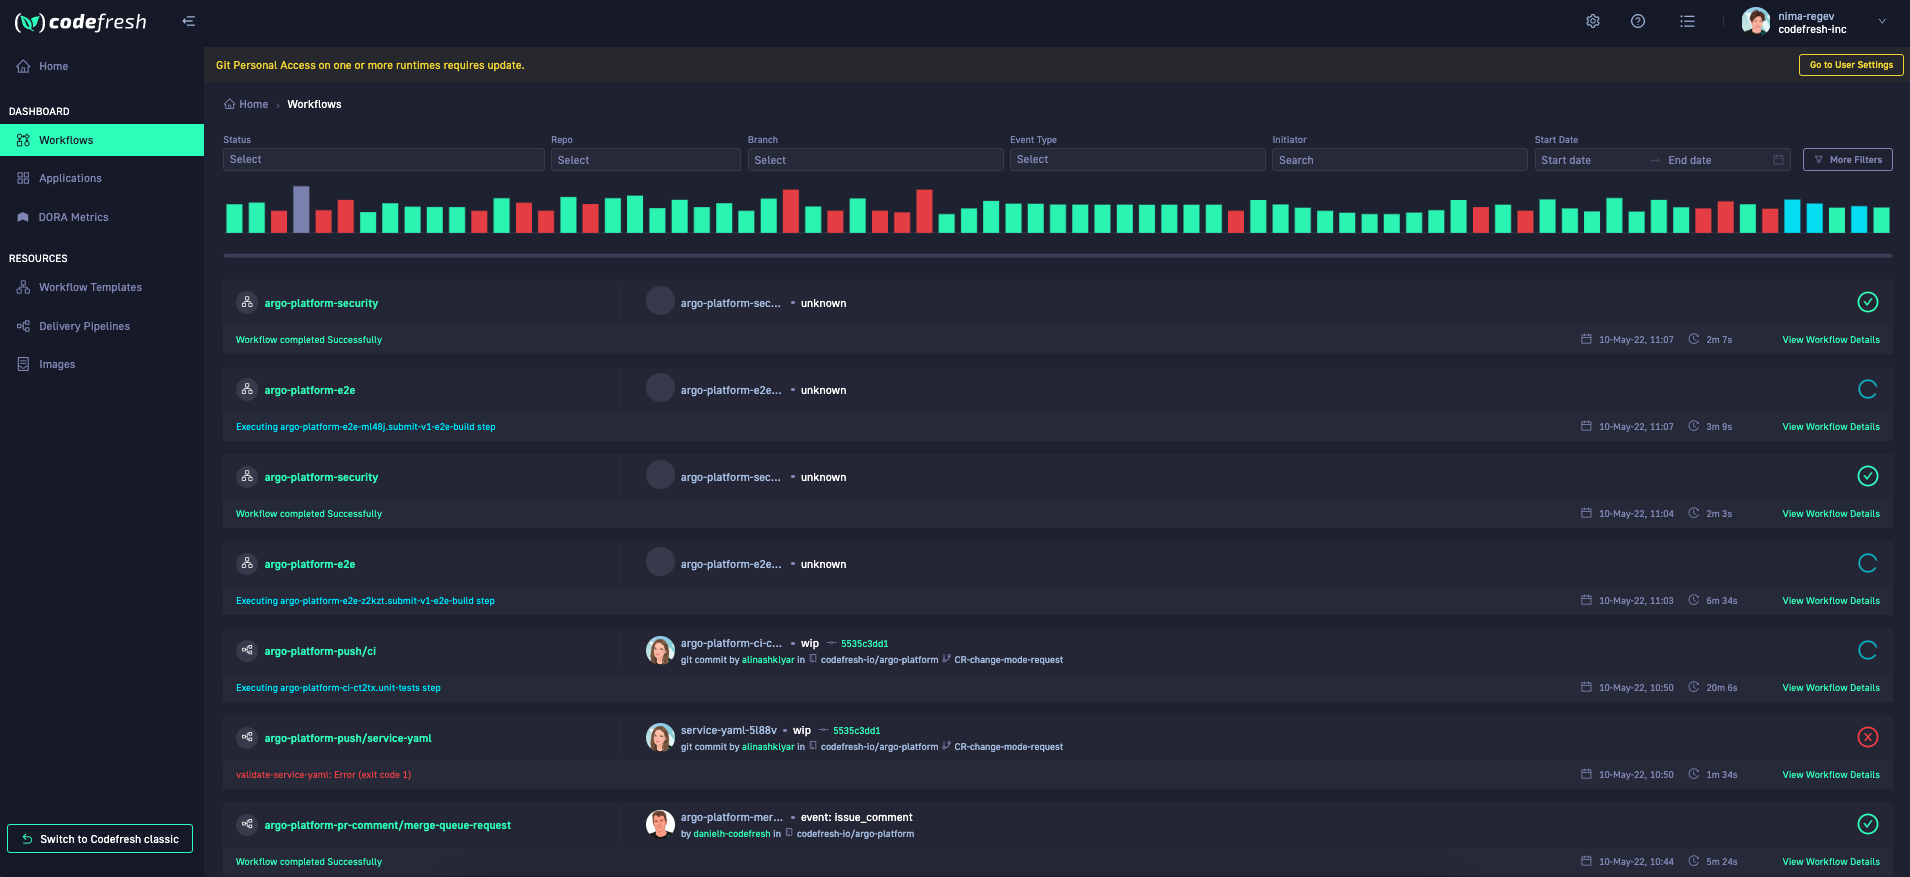 codefresh
nima-regev
codefresh-inc
Home
DASHBOARD
Workflows
Applications
DORA Metrics
RESOURCES
Workflow Templates
Delivery Pipelines
Images
Switch to Codefresh classic
Git Personal Access on one or more runtimes requires update.
Go to User Settings
Home > Workflows
Status Repo Branch Event Type Initiator Start Date
Select Select Select Select Search Start date → End date More Filters
argo-platform-security argo-platform-sec... • unknown
Workflow completed Successfully 10-May-22, 11:07 2m 7s View Workflow Details
argo-platform-e2e argo-platform-e2e... • unknown
Executing argo-platform-e2e-ml48j.submit-v1-e2e-build step 10-May-22, 11:07 3m 9s View Workflow Details
argo-platform-security argo-platform-sec... • unknown
Workflow completed Successfully 10-May-22, 11:04 2m 3s View Workflow Details
argo-platform-e2e argo-platform-e2e... • unknown
Executing argo-platform-e2e-z2kzt.submit-v1-e2e-build step 10-May-22, 11:03 6m 34s View Workflow Details
argo-platform-push/ci argo-platform-ci-c... • wip 5535c3dd1
git commit by alinashklyar in codefresh-io/argo-platform CR-change-mode-request
Executing argo-platform-ci-ct2tx.unit-tests step 10-May-22, 10:50 20m 6s View Workflow Details
argo-platform-push/service-yaml service-yaml-5l88v • wip 5535c3dd1
git commit by alinashklyar in codefresh-io/argo-platform CR-change-mode-request
validate-service-yaml: Error (exit code 1) 10-May-22, 10:50 1m 34s View Workflow Details
argo-platform-pr-comment/merge-queue-request argo-platform-mer... • event: issue_comment
by danielh-codefresh in codefresh-io/argo-platform
Workflow completed Successfully 10-May-22, 10:44 5m 24s View Workflow Details